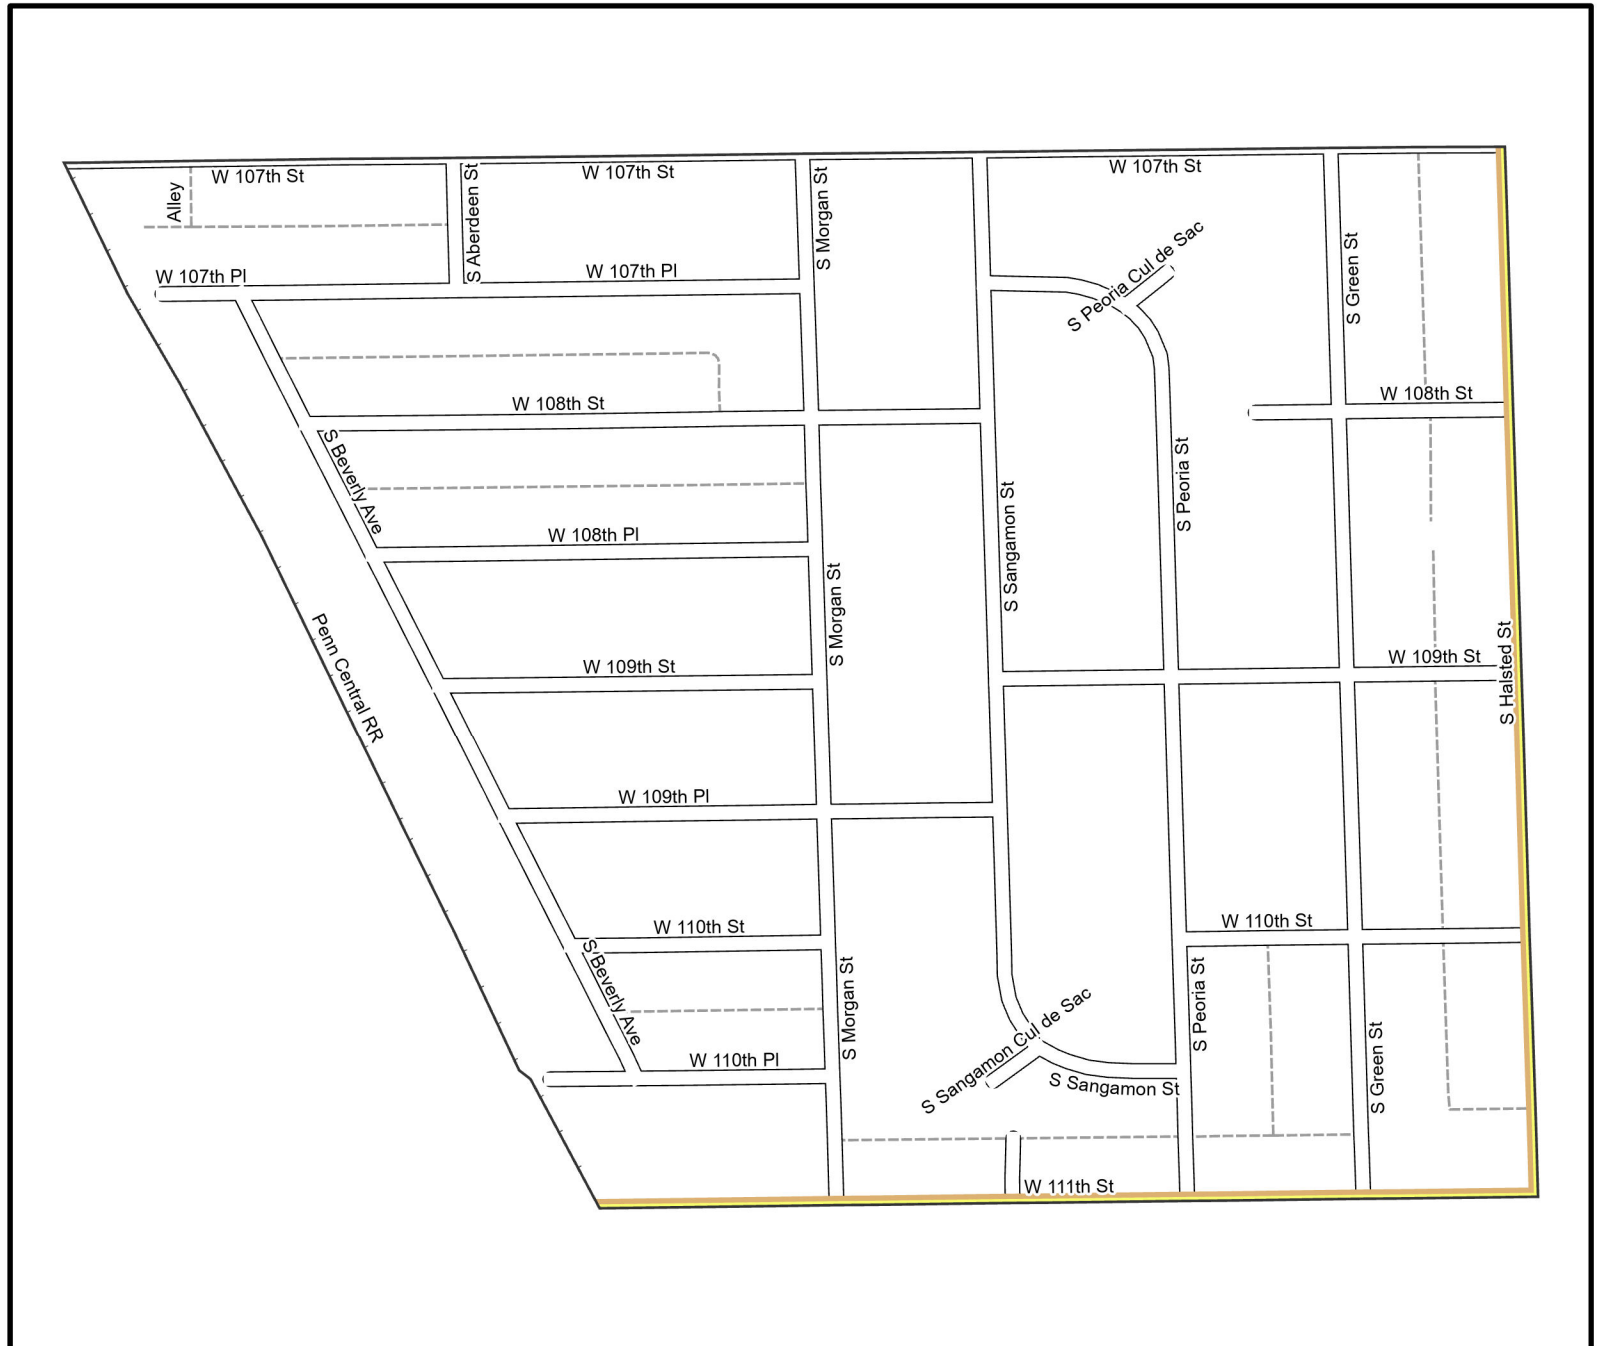 W 107th St
W 107th St
W 107th St
Alley
S Aberdeen St
S Morgan St
S Peoria Cul de Sac
S Green St
W 107th Pl
W 107th Pl
W 108th St
W 108th St
S Beverly Ave
S Sangamon St
S Peoria St
W 108th Pl
S Morgan St
Penn Central RR
W 109th St
W 109th St
S Halsted St
W 109th Pl
W 110th St
W 110th St
S Beverly Ave
S Morgan St
S Sangamon Cul de Sac
S Peoria St
S Green St
W 110th Pl
S Sangamon St
W 111th St